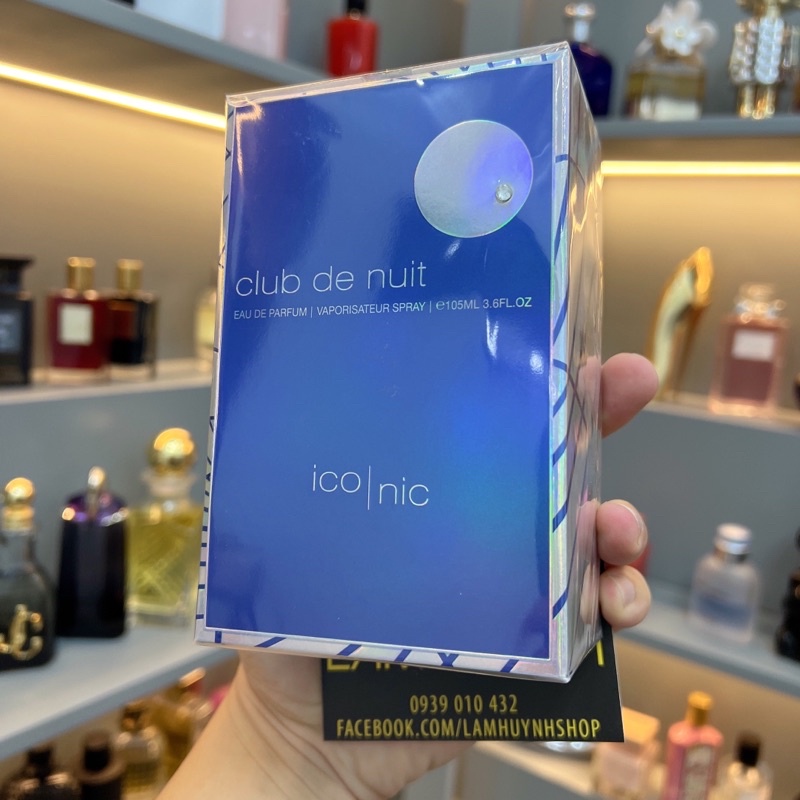 club de nuit
EAU DE PARFUM | VAPORISATEUR SPRAY | ℮105ML 3.6FL.OZ
ico|nic
0939 010 432
FACEBOOK.COM/LAMHUYNHSHOP